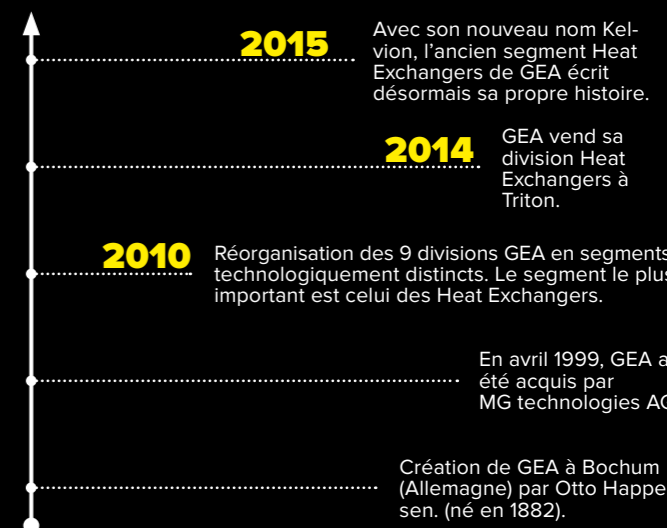 2015
Avec son nouveau nom Kel-
vion, l'ancien segment Heat
Exchangers de GEA écrit
désormais sa propre histoire.
2014
GEA vend sa
division Heat
Exchangers à
Triton.
2010
Réorganisation des 9 divisions GEA en segments
technologiquement distincts. Le segment le plus
important est celui des Heat Exchangers.
En avril 1999, GEA a
été acquis par
MG technologies AG
Création de GEA à Bochum
(Allemagne) par Otto Happe
sen. (né en 1882).